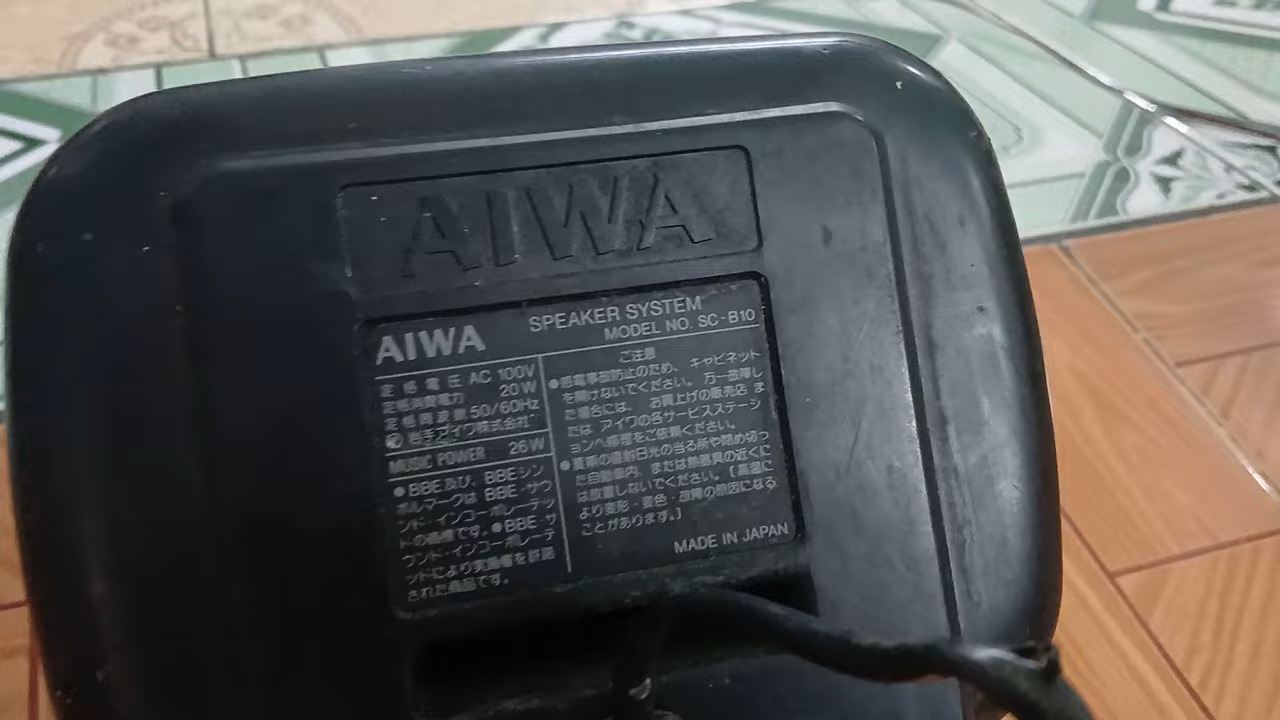 AIWA
AIWA
SPEAKER SYSTEM
MODEL NO. SC-B10
定格電圧 AC 100V
定格消費電力 20W
定格周波数 50/60Hz
岩手アイワ株式会社
MUSIC POWER 26W
●BBE及び、BBEシン
ボルマークは BBE・サウ
ンド・インコーポレーテッ
ドの商標です。●BBE・サ
ウンド・インコーポレーテ
ッドにより実施権を許諾
された商品です。
ご注意
●感電事故防止のため、キャビネット
を開けないでください。万一故障し
た場合には、お買上げの販売店 ま
たは アイワの各サービスステーシ
ョンへ修理をご依頼ください。
●夏期の直射日光の当る所や閉め切っ
た自動車内、または熱器具の近くに
は放置しないでください。〔高温に
より変形・変色・故障の原因になる
ことがあります。〕
MADE IN JAPAN